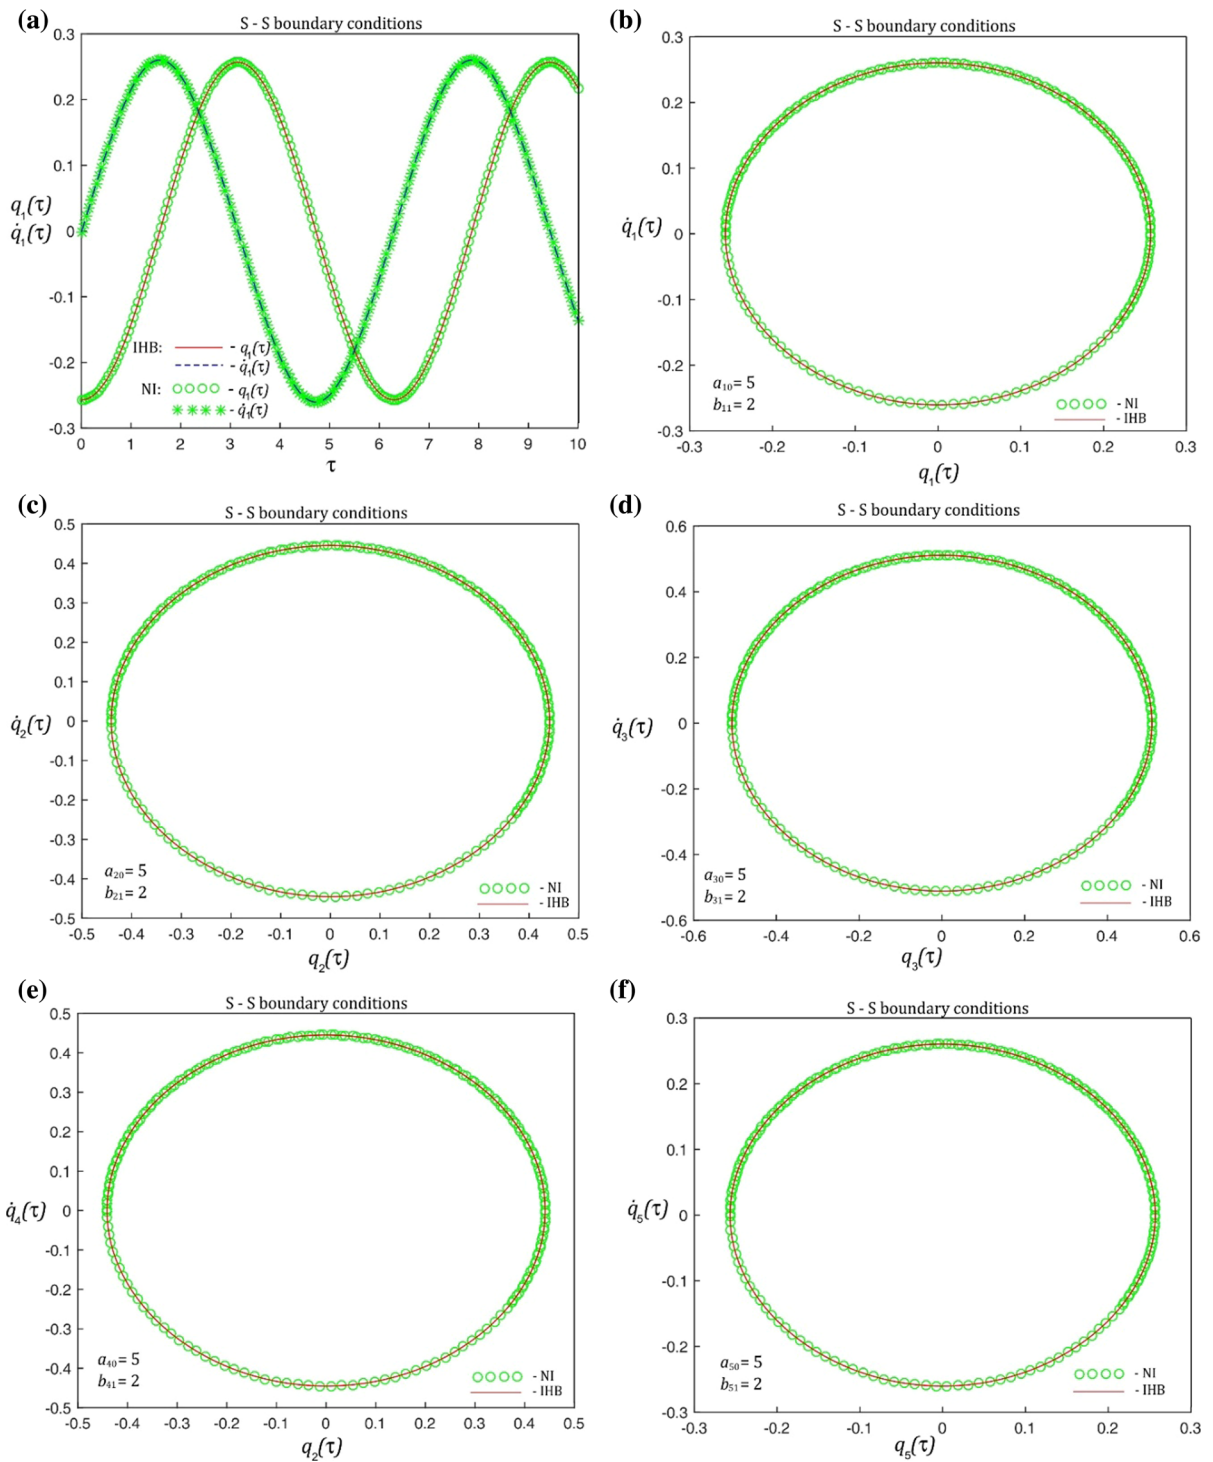 (a)
S - S boundary conditions
0.3
0.2
0.1
0
-0.1
-0.2
-0.3
q₁(τ)
q̇₁(τ)
IHB: - q₁(τ)
- q̇₁(τ)
NI: - q₁(τ)
- q̇₁(τ)
0 1 2 3 4 5 6 7 8 9 10
τ
(b)
S - S boundary conditions
0.3
0.2
0.1
0
-0.1
-0.2
-0.3
q̇₁(τ)
a₁₀= 5
b₁₁= 2
- NI
- IHB
-0.3 -0.2 -0.1 0 0.1 0.2 0.3
q₁(τ)
(c)
S - S boundary conditions
0.5
0.4
0.3
0.2
0.1
0
-0.1
-0.2
-0.3
-0.4
-0.5
q̇₂(τ)
a₂₀= 5
b₂₁= 2
- NI
- IHB
-0.5 -0.4 -0.3 -0.2 -0.1 0 0.1 0.2 0.3 0.4 0.5
q₂(τ)
(d)
S - S boundary conditions
0.6
0.4
0.2
0
-0.2
-0.4
-0.6
q̇₃(τ)
a₃₀= 5
b₃₁= 2
- NI
- IHB
-0.6 -0.4 -0.2 0 0.2 0.4 0.6
q₃(τ)
(e)
S - S boundary conditions
0.5
0.4
0.3
0.2
0.1
0
-0.1
-0.2
-0.3
-0.4
-0.5
q̇₄(τ)
a₄₀= 5
b₄₁= 2
- NI
- IHB
-0.5 -0.4 -0.3 -0.2 -0.1 0 0.1 0.2 0.3 0.4 0.5
q₂(τ)
(f)
S - S boundary conditions
0.3
0.2
0.1
0
-0.1
-0.2
-0.3
q̇₅(τ)
a₅₀= 5
b₅₁= 2
- NI
- IHB
-0.3 -0.2 -0.1 0 0.1 0.2 0.3
q₅(τ)